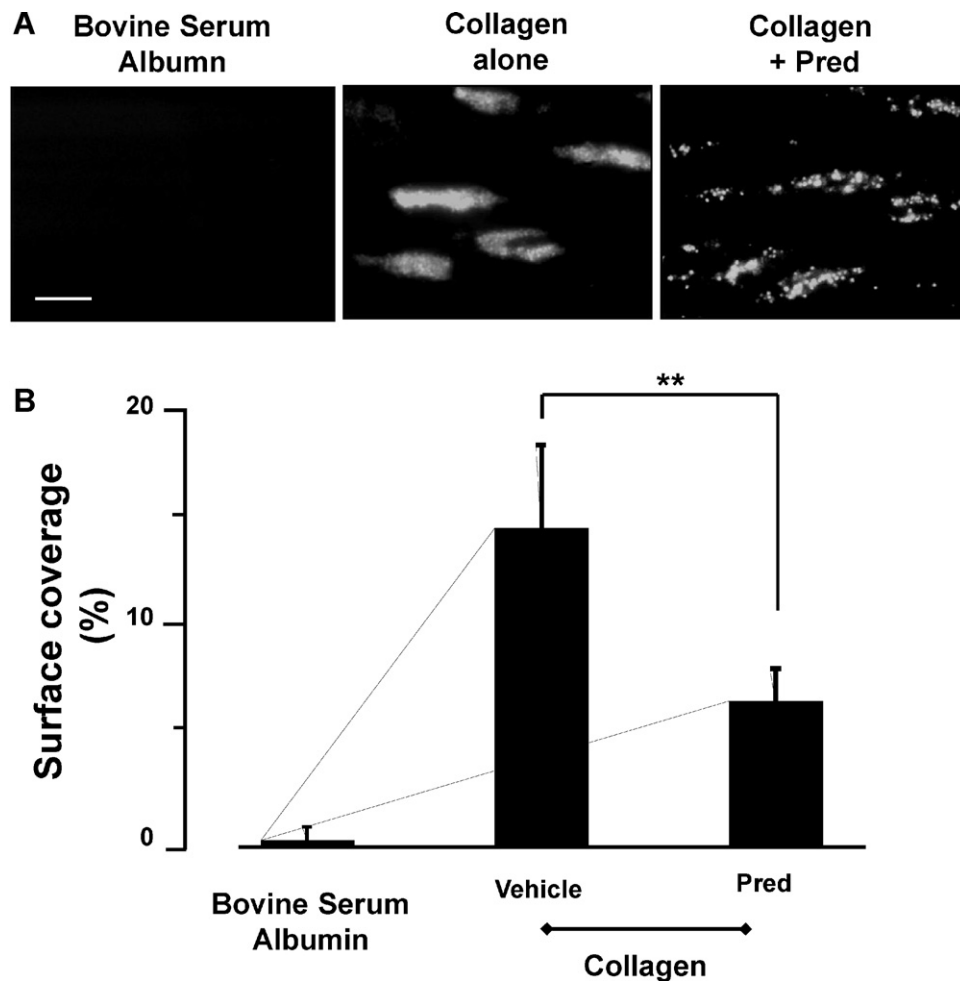 A
Bovine Serum
Albumn
Collagen
alone
Collagen
+ Pred
B
**
20
10
0
Surface coverage
(%)
Bovine Serum
Albumin
Vehicle
Pred
Collagen